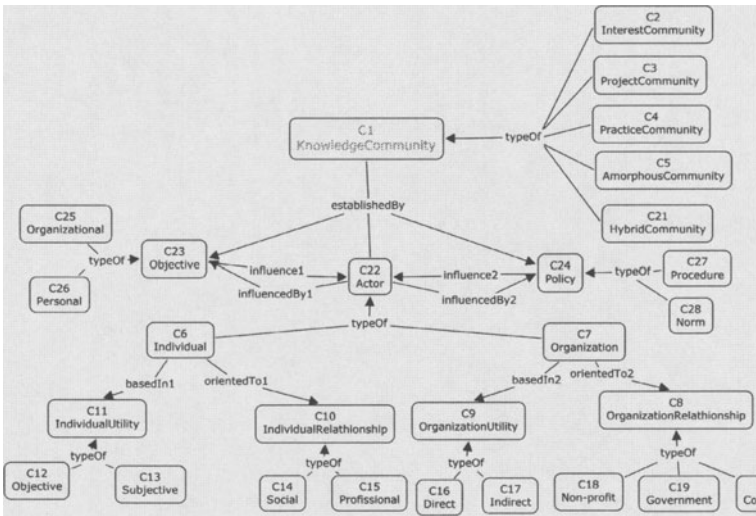 C2
InterestCommunity
C3
ProjectCommunity
C1
KnowledgeCommunity
typeOf
C4
PracticeCommunity
C5
AmorphousCommunity
C21
HybridCommunity
establishedBy
C25
Organizational
typeOf
C26
Personal
C23
Objective
influence1
influencedBy1
C22
Actor
influence2
influencedBy2
C24
Policy
typeOf
C27
Procedure
C28
Norm
typeOf
C6
Individual
C7
Organization
basedIn1
orientedTo1
basedIn2
orientedTo2
C11
IndividualUtility
C10
IndividualRelathionship
C9
OrganizationUtility
C8
OrganizationRelathionship
typeOf
typeOf
typeOf
typeOf
C12
Objective
C13
Subjective
C14
Social
C15
Profissional
C16
Direct
C17
Indirect
C18
Non-profit
C19
Government